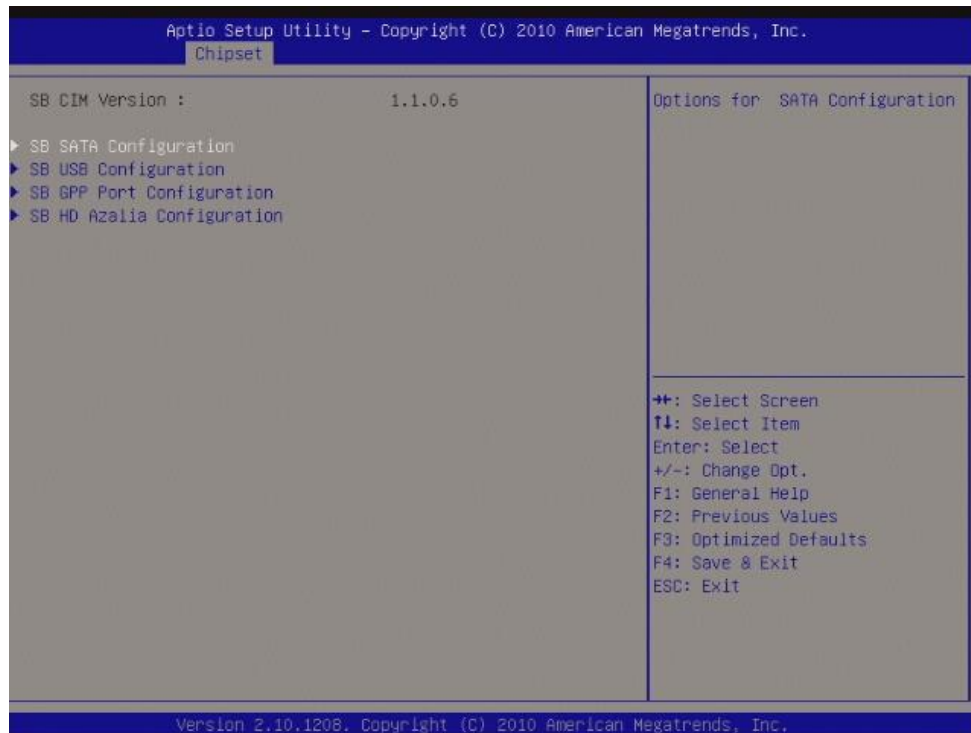 Aptio Setup Utility – Copyright (C) 2010 American Megatrends, Inc.
Chipset
SB CIM Version : 1.1.0.6
SB SATA Configuration
SB USB Configuration
SB GPP Port Configuration
SB HD Azalia Configuration
Options for SATA Configuration
→←: Select Screen
↑↓: Select Item
Enter: Select
+/-: Change Opt.
F1: General Help
F2: Previous Values
F3: Optimized Defaults
F4: Save & Exit
ESC: Exit
Version 2.10.1208. Copyright (C) 2010 American Megatrends, Inc.